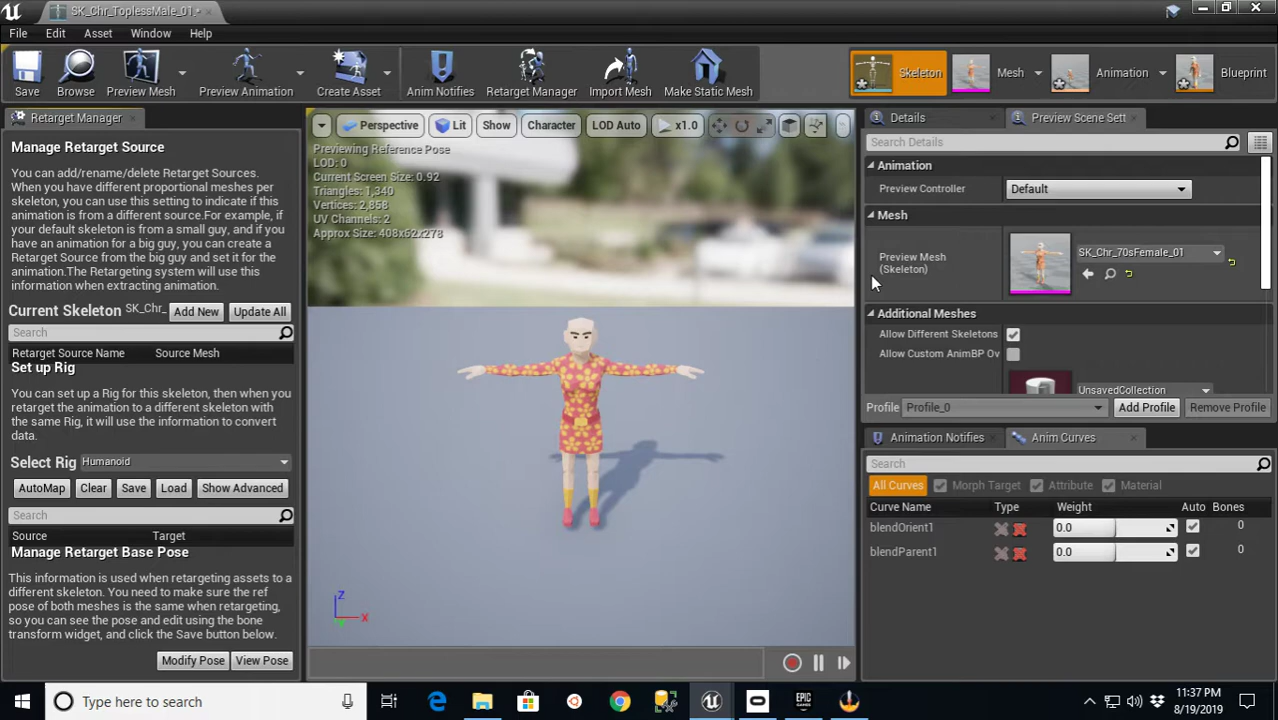 SK_Chr_ToplessMale_01*
File Edit Asset Window Help
Save Browse Preview Mesh Preview Animation Create Asset Anim Notifies Retarget Manager Import Mesh Make Static Mesh Skeleton Mesh Animation Blueprint
Retarget Manager
Manage Retarget Source
You can add/rename/delete Retarget Sources.
When you have different proportional meshes per
skeleton, you can use this setting to indicate if this
animation is from a different source.For example, if
your default skeleton is from a small guy, and if you
have an animation for a big guy, you can create a
Retarget Source from the big guy and set it for the
animation.The Retargeting system will use this
information when extracting animation.
Current Skeleton SK_Chr_ Add New Update All
Search
Retarget Source Name Source Mesh
Set up Rig
You can set up a Rig for this skeleton, then when you
retarget the animation to a different skeleton with
the same Rig, it will use the information to convert
data.
Select Rig Humanoid
AutoMap Clear Save Load Show Advanced
Search
Source Target
Manage Retarget Base Pose
This information is used when retargeting assets to a
different skeleton. You need to make sure the ref
pose of both meshes is the same when retargeting,
so you can see the pose and edit using the bone
transform widget, and click the Save button below.
Modify Pose View Pose
Perspective Lit Show Character LOD Auto x1.0
Previewing Reference Pose
LOD: 0
Current Screen Size: 0.92
Triangles: 1,340
Vertices: 2,858
UV Channels: 2
Approx Size: 408x62x278
Z
X
Y
Details Preview Scene Sett
Search Details
Animation
Preview Controller Default
Mesh
Preview Mesh
(Skeleton)
SK_Chr_70sFemale_01
Additional Meshes
Allow Different Skeletons
Allow Custom AnimBP Ov
UnsavedCollection
Profile Profile_0 Add Profile Remove Profile
Animation Notifies Anim Curves
Search
All Curves Morph Target Attribute Material
Curve Name Type Weight Auto Bones
blendOrient1 0.0 0
blendParent1 0.0 0
Type here to search
EPIC
GAMES
11:37 PM
8/19/2019